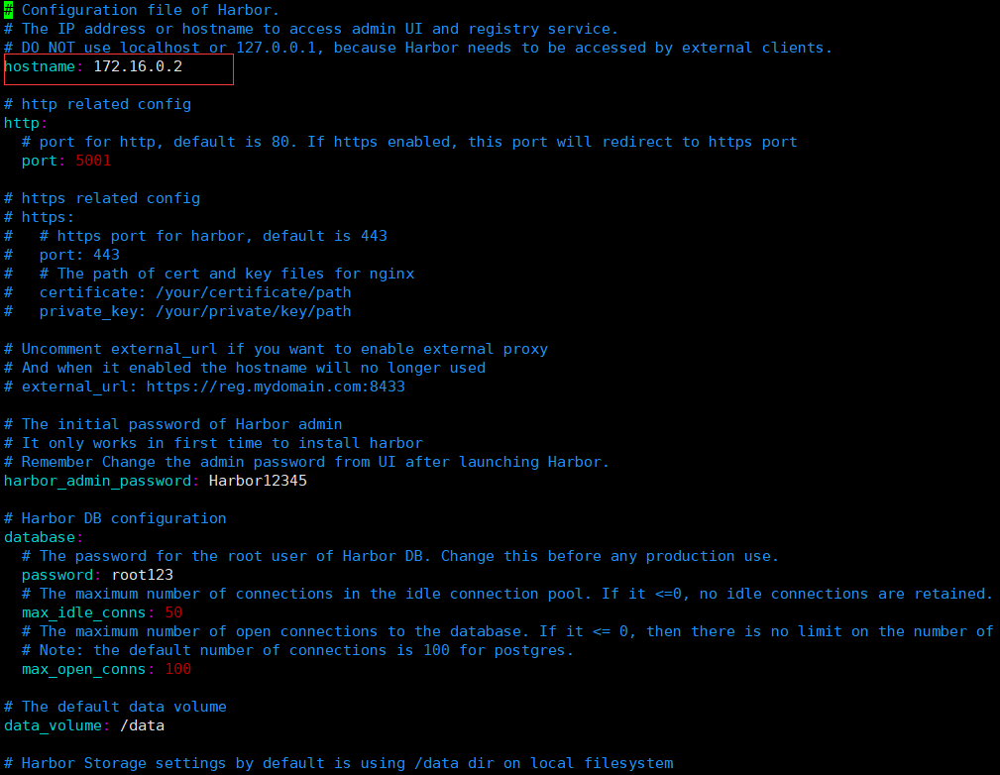 # Configuration file of Harbor.
# The IP address or hostname to access admin UI and registry service.
# DO NOT use localhost or 127.0.0.1, because Harbor needs to be accessed by external clients.
hostname: 172.16.0.2
# http related config
http:
  # port for http, default is 80. If https enabled, this port will redirect to https port
  port: 5001
# https related config
# https:
#   # https port for harbor, default is 443
#   port: 443
#   # The path of cert and key files for nginx
#   certificate: /your/certificate/path
#   private_key: /your/private/key/path
# Uncomment external_url if you want to enable external proxy
# And when it enabled the hostname will no longer used
# external_url: https://reg.mydomain.com:8433
# The initial password of Harbor admin
# It only works in first time to install harbor
# Remember Change the admin password from UI after launching Harbor.
harbor_admin_password: Harbor12345
# Harbor DB configuration
database:
  # The password for the root user of Harbor DB. Change this before any production use.
  password: root123
  # The maximum number of connections in the idle connection pool. If it <=0, no idle connections are retained.
  max_idle_conns: 50
  # The maximum number of open connections to the database. If it <= 0, then there is no limit on the number of
  # Note: the default number of connections is 100 for postgres.
  max_open_conns: 100
# The default data volume
data_volume: /data
# Harbor Storage settings by default is using /data dir on local filesystem